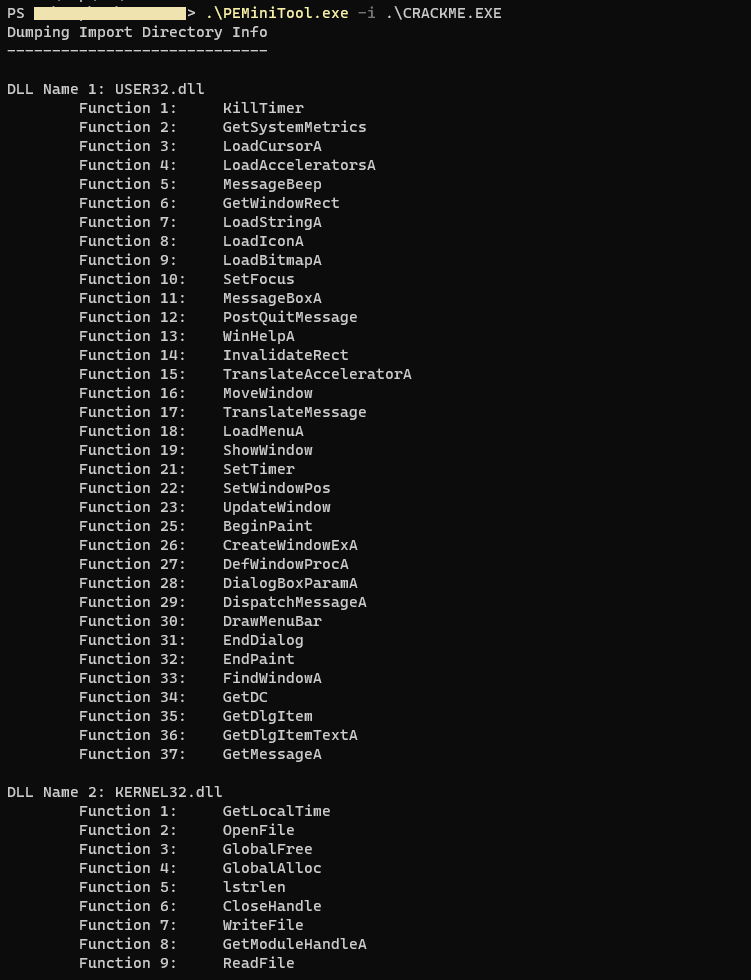 PS > .\PEMiniTool.exe -i .\CRACKME.EXE
Dumping Import Directory Info
-----------------------------
DLL Name 1: USER32.dll
Function 1: KillTimer
Function 2: GetSystemMetrics
Function 3: LoadCursorA
Function 4: LoadAcceleratorsA
Function 5: MessageBeep
Function 6: GetWindowRect
Function 7: LoadStringA
Function 8: LoadIconA
Function 9: LoadBitmapA
Function 10: SetFocus
Function 11: MessageBoxA
Function 12: PostQuitMessage
Function 13: WinHelpA
Function 14: InvalidateRect
Function 15: TranslateAcceleratorA
Function 16: MoveWindow
Function 17: TranslateMessage
Function 18: LoadMenuA
Function 19: ShowWindow
Function 21: SetTimer
Function 22: SetWindowPos
Function 23: UpdateWindow
Function 25: BeginPaint
Function 26: CreateWindowExA
Function 27: DefWindowProcA
Function 28: DialogBoxParamA
Function 29: DispatchMessageA
Function 30: DrawMenuBar
Function 31: EndDialog
Function 32: EndPaint
Function 33: FindWindowA
Function 34: GetDC
Function 35: GetDlgItem
Function 36: GetDlgItemTextA
Function 37: GetMessageA
DLL Name 2: KERNEL32.dll
Function 1: GetLocalTime
Function 2: OpenFile
Function 3: GlobalFree
Function 4: GlobalAlloc
Function 5: lstrlen
Function 6: CloseHandle
Function 7: WriteFile
Function 8: GetModuleHandleA
Function 9: ReadFile